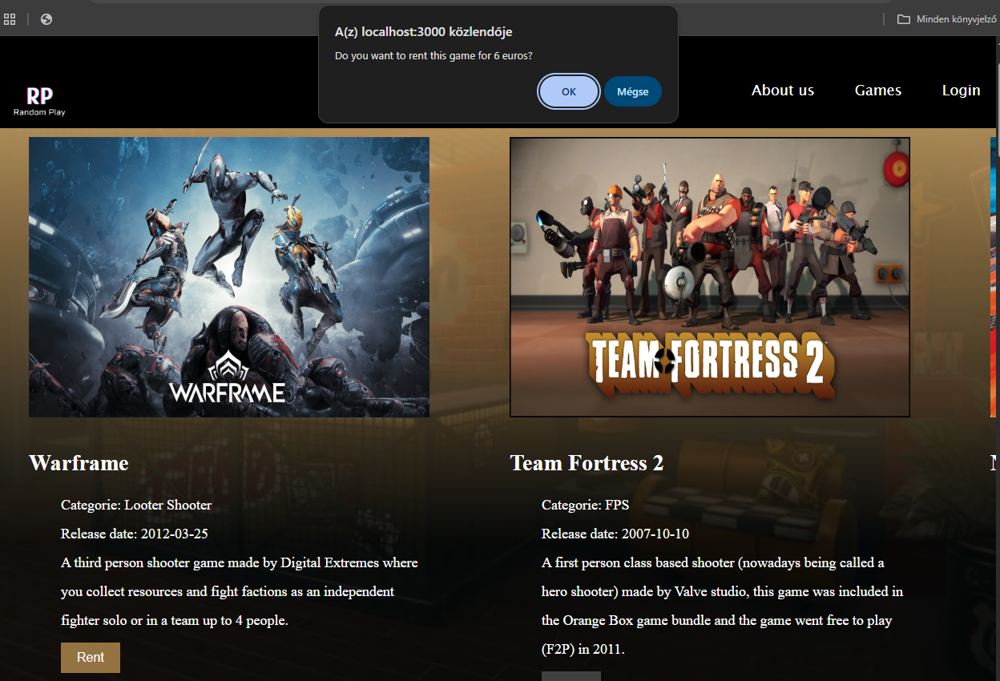 Minden könyvjelző
A(z) localhost:3000 közlendője
Do you want to rent this game for 6 euros?
OK
Mégse
RP
Random Play
About us
Games
Login
WARFRAME
TEAM FORTRESS 2
Warframe
Categorie: Looter Shooter
Release date: 2012-03-25
A third person shooter game made by Digital Extremes where
you collect resources and fight factions as an independent
fighter solo or in a team up to 4 people.
Rent
Team Fortress 2
Categorie: FPS
Release date: 2007-10-10
A first person class based shooter (nowadays being called a
hero shooter) made by Valve studio, this game was included in
the Orange Box game bundle and the game went free to play
(F2P) in 2011.